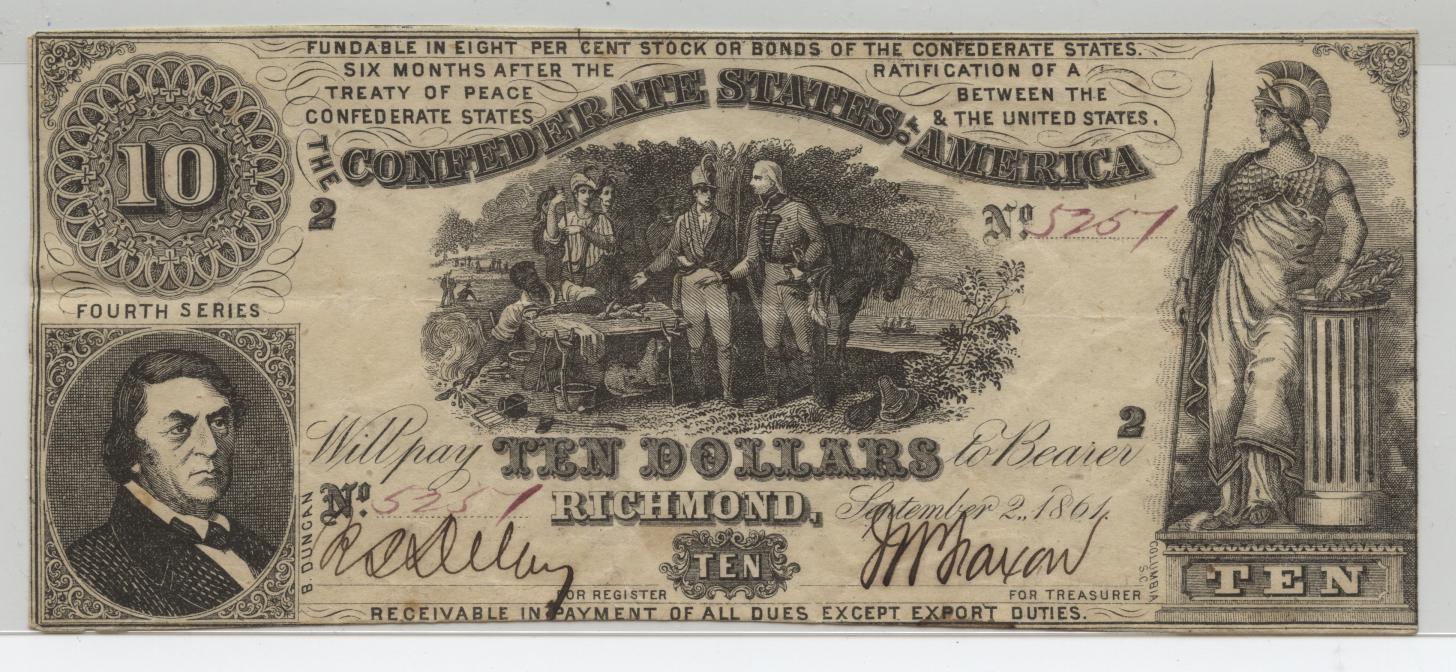 FUNDABLE IN EIGHT PER CENT STOCK OR BONDS OF THE CONFEDERATE STATES.
SIX MONTHS AFTER THE RATIFICATION OF A
TREATY OF PEACE BETWEEN THE
CONFEDERATE STATES & THE UNITED STATES.
THE CONFEDERATE STATES OF AMERICA
10
2
No 5257
FOURTH SERIES
2
Will pay TEN DOLLARS to Bearer
No 5257 RICHMOND, September 2, 1861.
B. DUNCAN
COLUMBIA S.C.
TEN
TEN
FOR REGISTER
FOR TREASURER
RECEIVABLE IN PAYMENT OF ALL DUES EXCEPT EXPORT DUTIES.